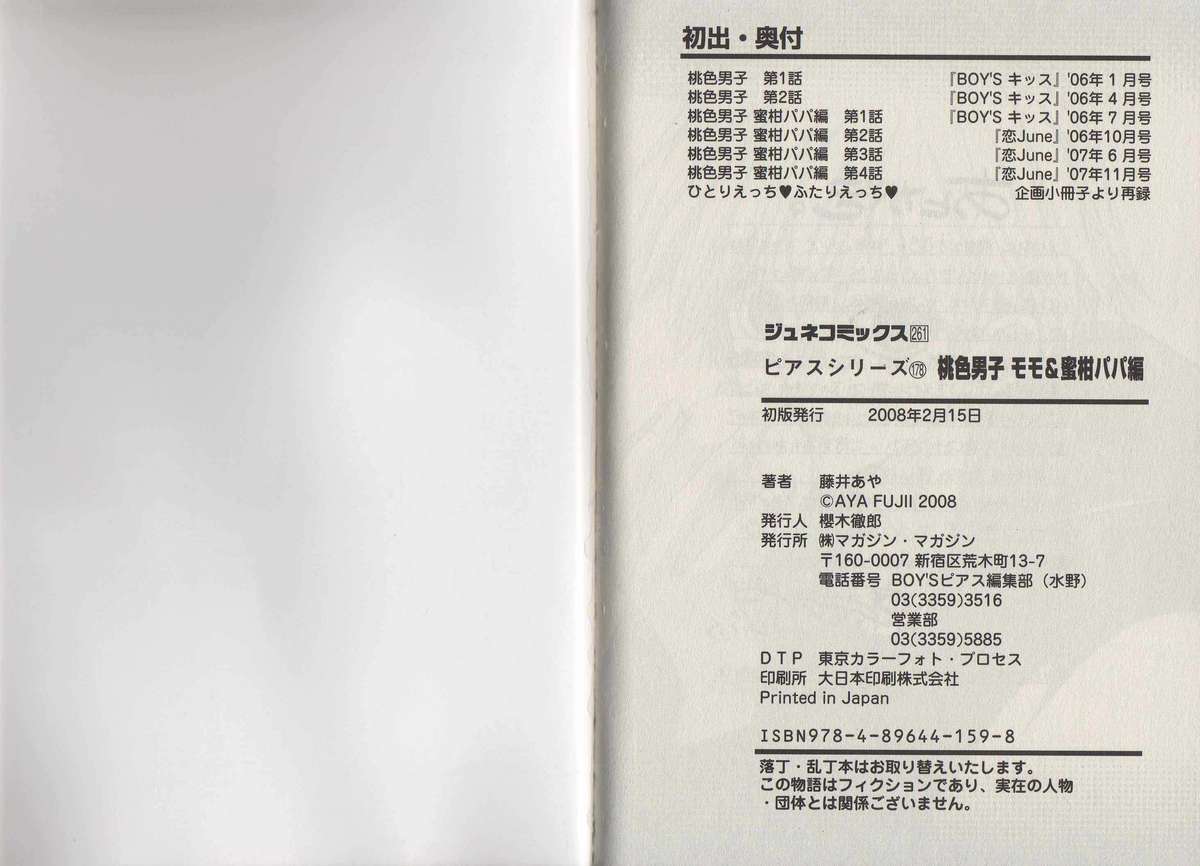 初出・奥付
桃色男子　第1話　『BOY'S キッス』'06年 1 月号
桃色男子　第2話　『BOY'S キッス』'06年 4 月号
桃色男子 蜜柑パパ編　第1話　『BOY'S キッス』'06年 7 月号
桃色男子 蜜柑パパ編　第2話　『恋June』'06年10月号
桃色男子 蜜柑パパ編　第3話　『恋June』'07年 6 月号
桃色男子 蜜柑パパ編　第4話　『恋June』'07年11月号
ひとりえっち♥ふたりえっち♥　企画小冊子より再録
ジュネコミックス261
ピアスシリーズ178 桃色男子 モモ&蜜柑パパ編
初版発行　2008年2月15日
著者　藤井あや
©AYA FUJII 2008
発行人　櫻木徹郎
発行所　㈱マガジン・マガジン
〒160-0007 新宿区荒木町13-7
電話番号 BOY'Sピアス編集部（水野）
03(3359)3516
営業部
03(3359)5885
ＤＴＰ　東京カラーフォト・プロセス
印刷所　大日本印刷株式会社
Printed in Japan
ISBN978-4-89644-159-8
落丁・乱丁本はお取り替えいたします。
この物語はフィクションであり、実在の人物
・団体とは関係ございません。